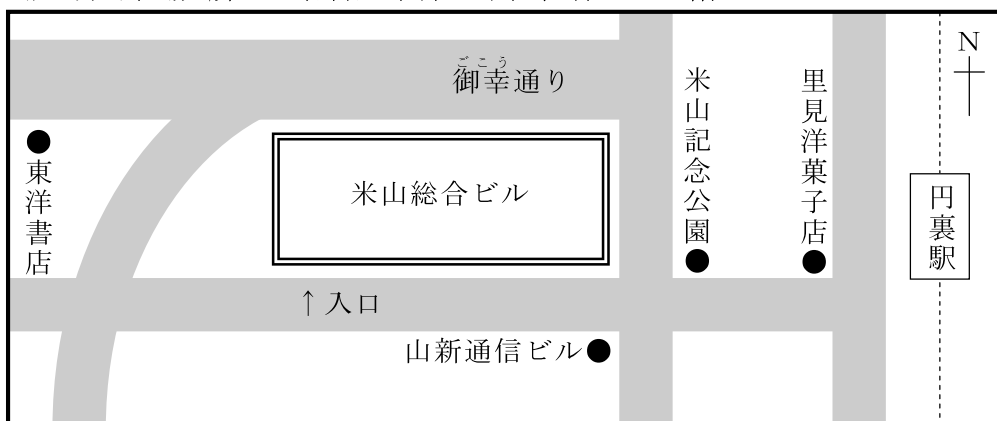 御幸通り
ごこう
N
米山記念公園
里見洋菓子店
東洋書店
米山総合ビル
円裏駅
↑入口
山新通信ビル